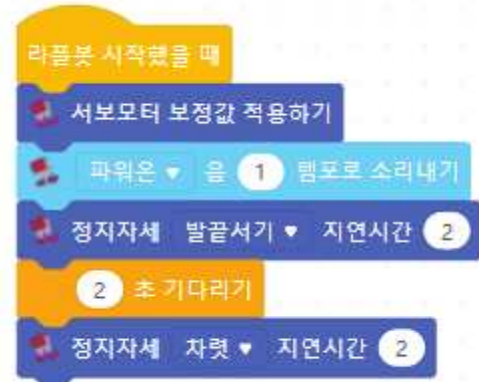 라플봇 시작했을 때
서보모터 보정값 적용하기
파워온 ▼ 을 1 템포로 소리내기
정지자세 발끝서기 ▼ 지연시간 2
2 초 기다리기
정지자세 차렷 ▼ 지연시간 2